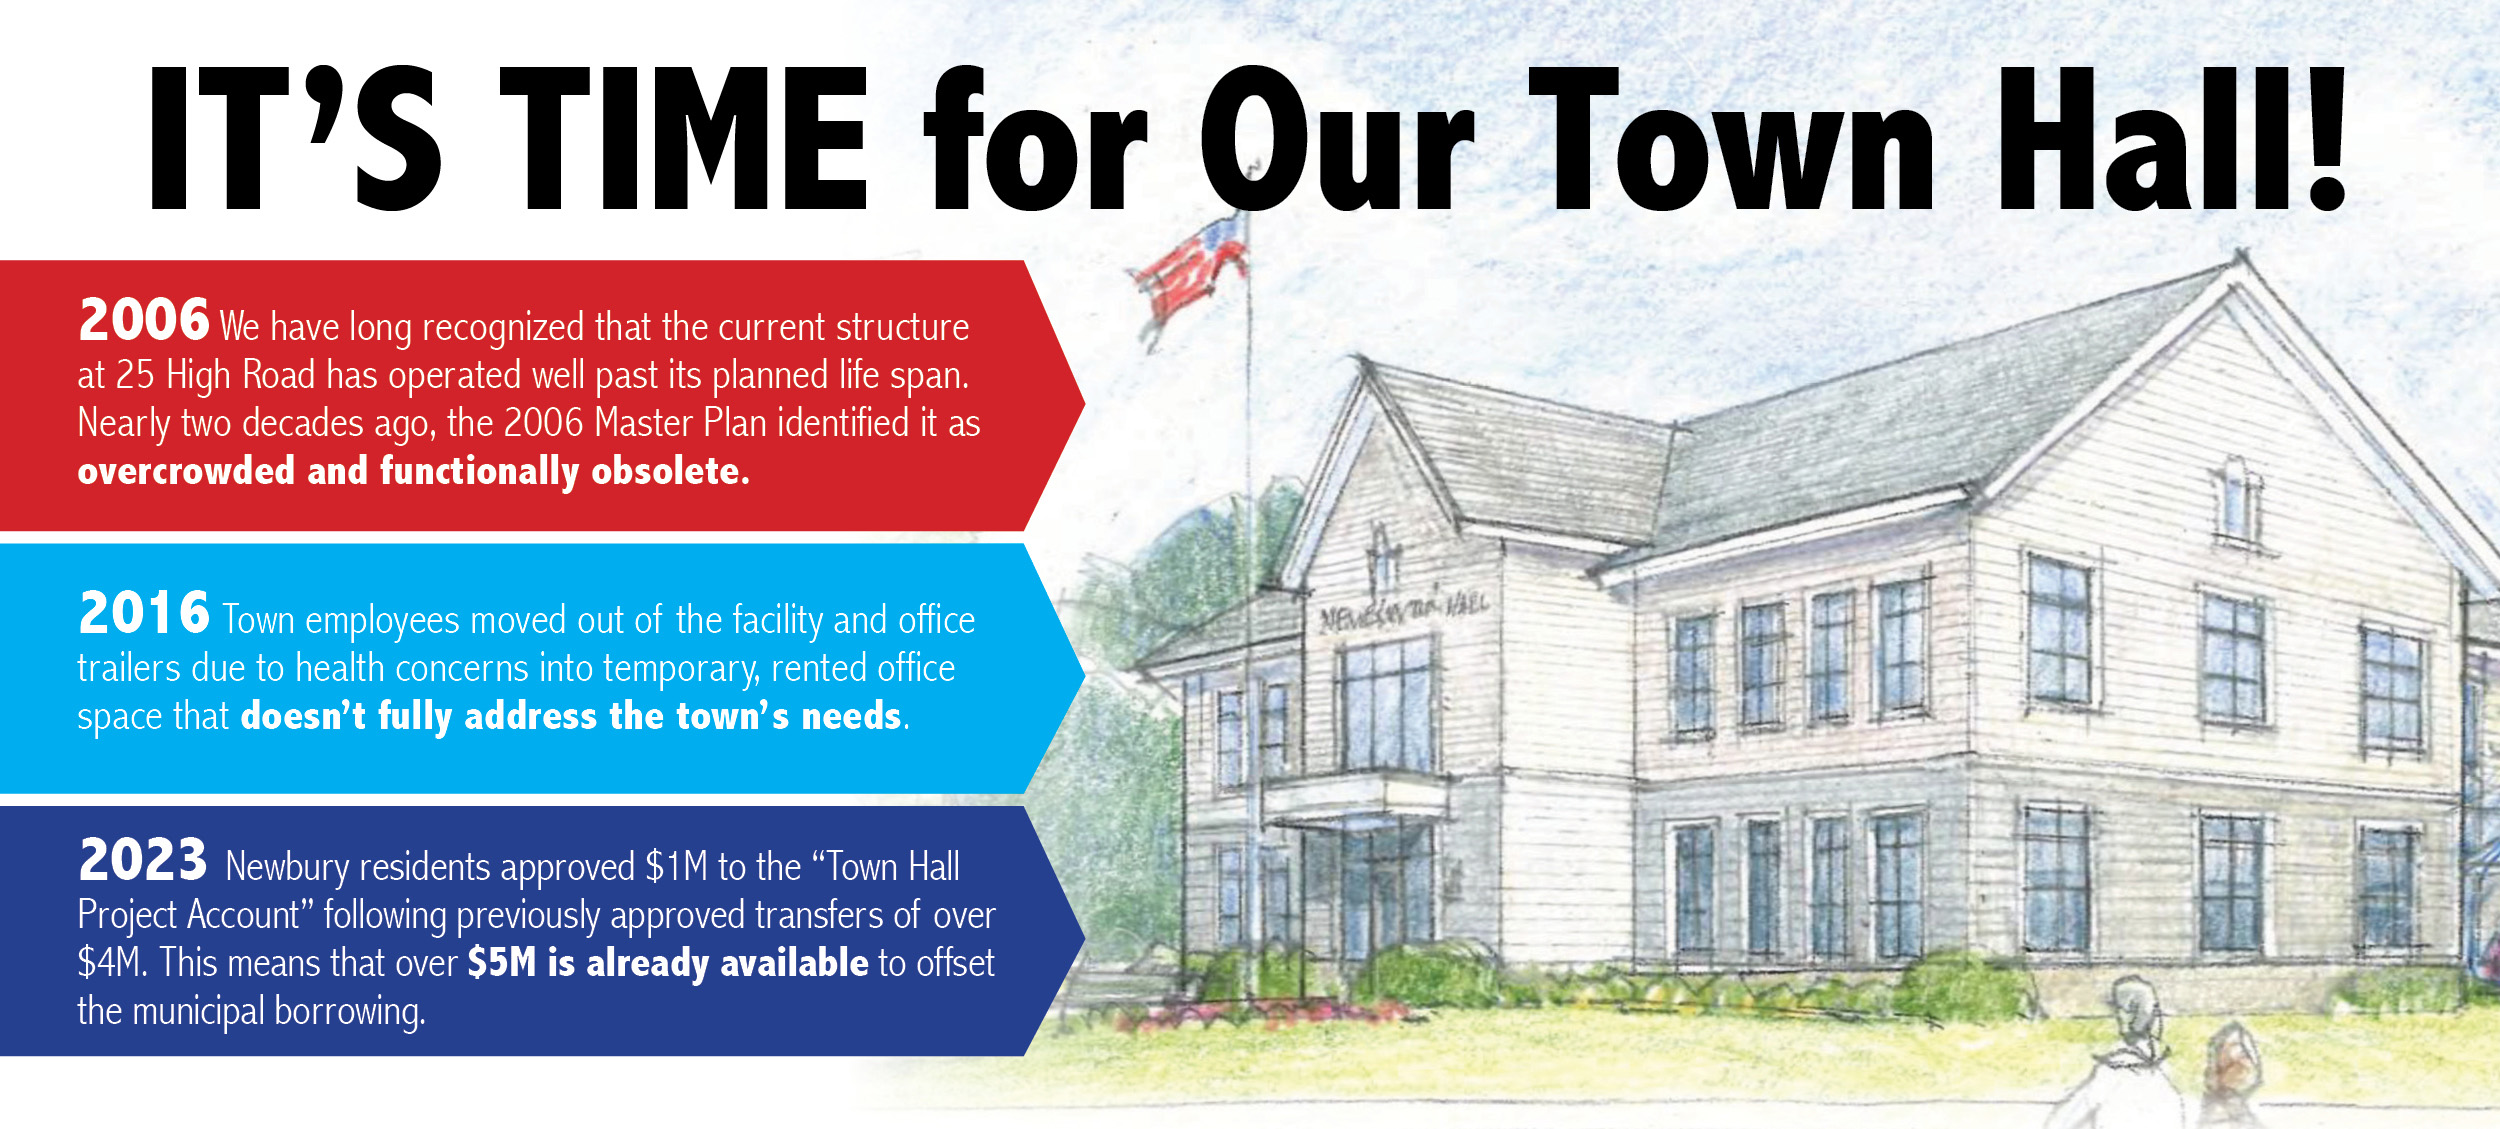 IT’S TIME for Our Town Hall!
2006 We have long recognized that the current structure
at 25 High Road has operated well past its planned life span.
Nearly two decades ago, the 2006 Master Plan identified it as
overcrowded and functionally obsolete.
2016 Town employees moved out of the facility and office
trailers due to health concerns into temporary, rented office
space that doesn’t fully address the town’s needs.
2023 Newbury residents approved $1M to the “Town Hall
Project Account” following previously approved transfers of over
$4M. This means that over $5M is already available to offset
the municipal borrowing.
HALL